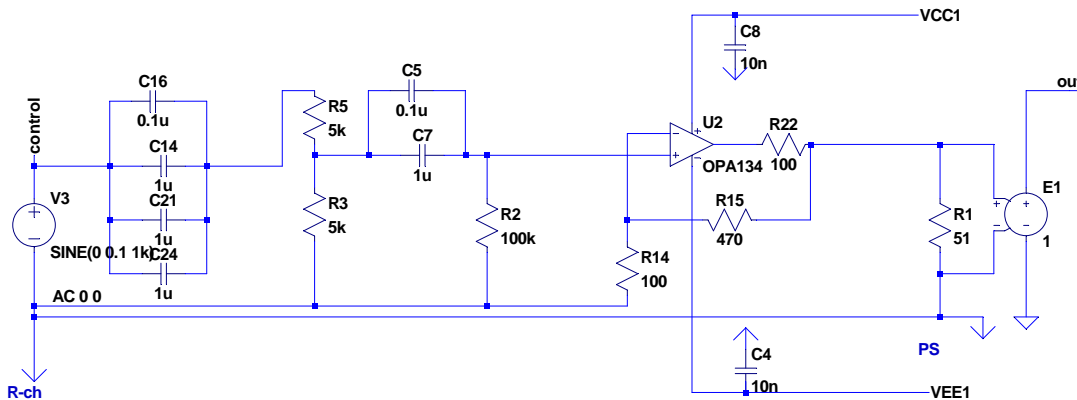 VCC1
C8
10n
out
C16
0.1u
control
R5
5k
C5
0.1u
U2
R22
100
OPA134
C14
1u
C7
1u
V3
C21
1u
R3
5k
R2
100k
R15
470
E1
R1
51
1
SINE(0 0.1 1k)
C24
1u
R14
100
AC 0 0
R-ch
PS
C4
10n
VEE1